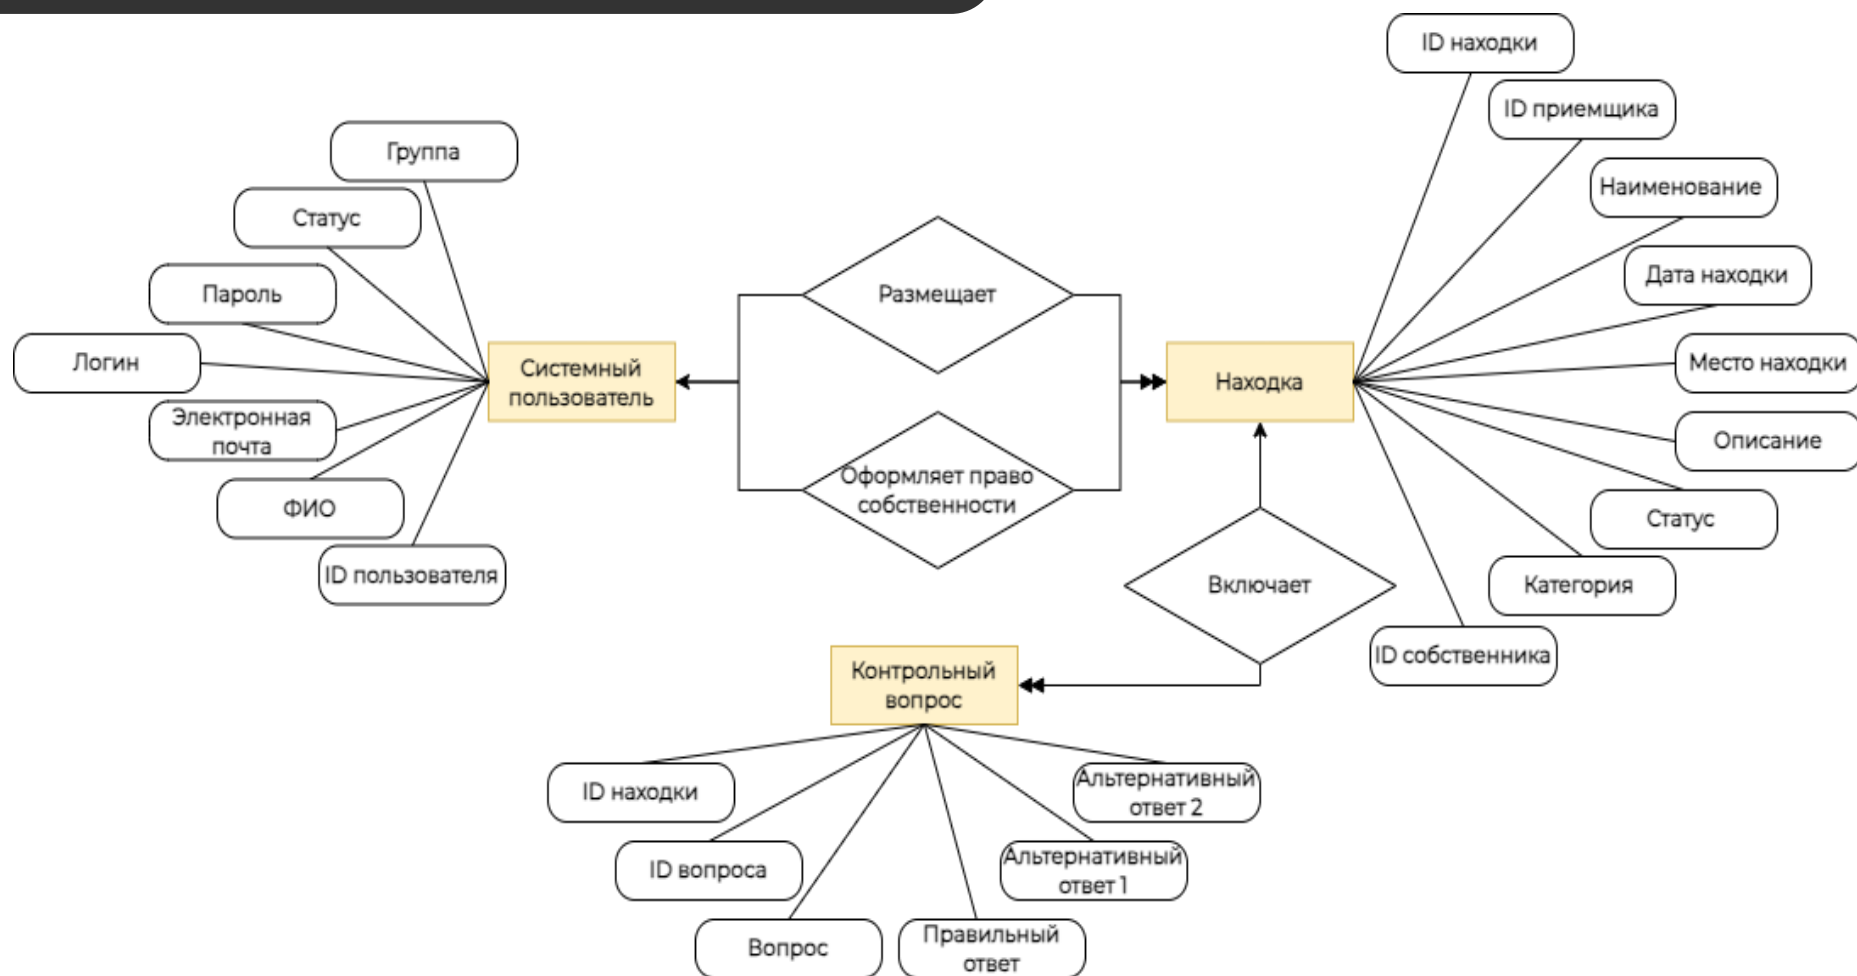 Группа
Статус
Пароль
Логин
Электронная
почта
ФИО
ID пользователя
Системный
пользователь
Размещает
Оформляет право
собственности
Находка
ID находки
ID приемщика
Наименование
Дата находки
Место находки
Описание
Статус
Категория
ID собственника
Включает
Контрольный
вопрос
ID находки
ID вопроса
Вопрос
Правильный
ответ
Альтернативный
ответ 1
Альтернативный
ответ 2